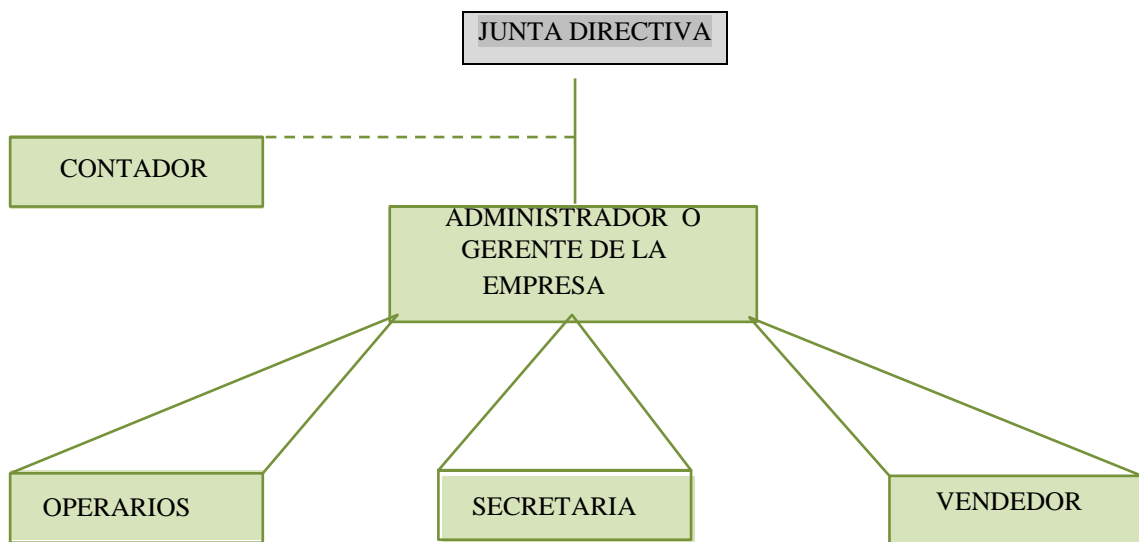 JUNTA DIRECTIVA
CONTADOR
ADMINISTRADOR O
GERENTE DE LA
EMPRESA
OPERARIOS
SECRETARIA
VENDEDOR